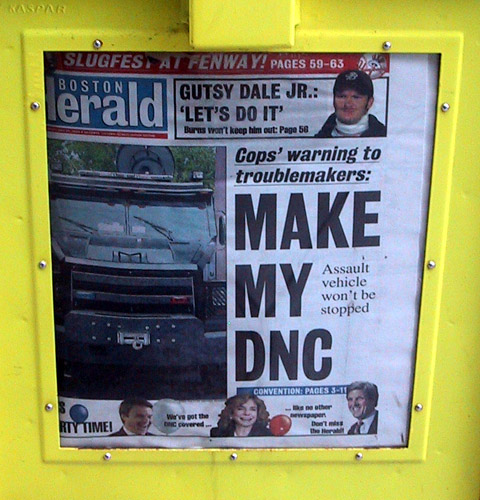 KASPAR
SLUGFEST AT FENWAY! PAGES 59-63
BOSTON
Herald
GUTSY DALE JR.:
'LET'S DO IT'
Burns won't keep him out: Page 56
Cops' warning to
troublemakers:
MAKE
MY
DNC
Assault
vehicle
won't be
stopped
CONVENTION: PAGES 3-11
S
RTY TIME!
We've got the
DNC covered ...
... like no other
newspaper.
Don't miss
the Herald!